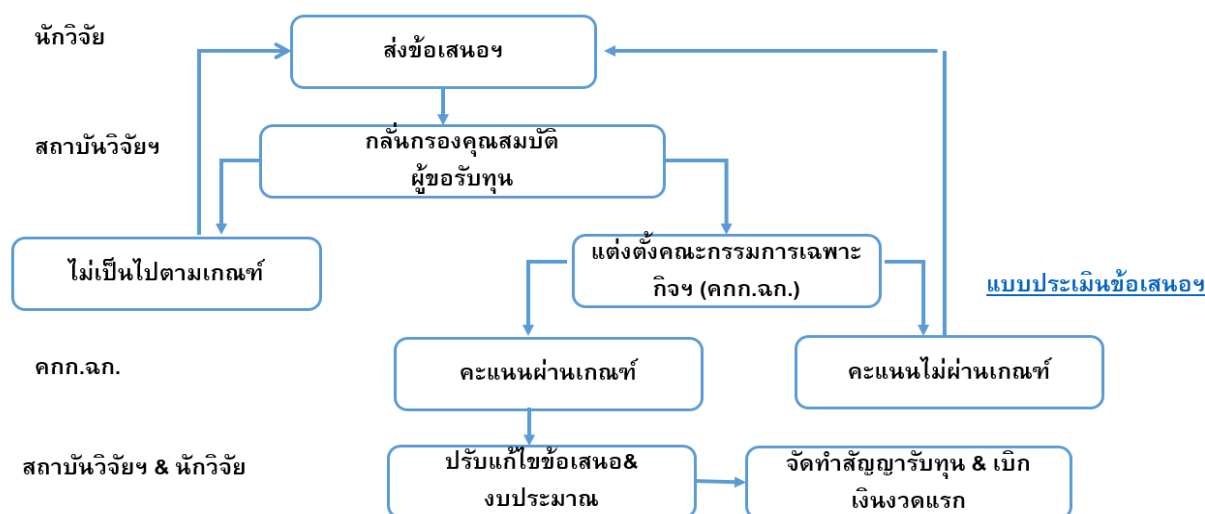 นักวิจัย
ส่งข้อเสนอฯ
สถาบันวิจัยฯ
กลั่นกรองคุณสมบัติ
ผู้ขอรับทุน
ไม่เป็นไปตามเกณฑ์
แต่งตั้งคณะกรรมการเฉพาะ
กิจฯ (คกก.ฉก.)
แบบประเมินข้อเสนอฯ
คกก.ฉก.
คะแนนผ่านเกณฑ์
คะแนนไม่ผ่านเกณฑ์
สถาบันวิจัยฯ & นักวิจัย
ปรับแก้ไขข้อเสนอ&
งบประมาณ
จัดทำสัญญารับทุน & เบิก
เงินงวดแรก